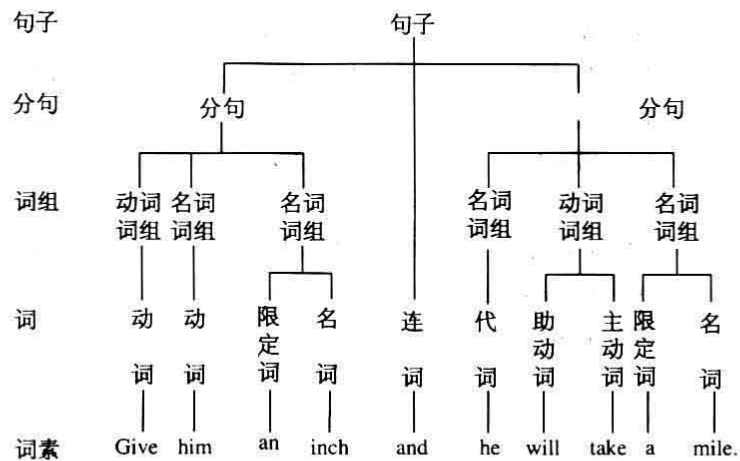 句子 句子
分句 分句 分句
词组 动词词组 名词词组 名词词组 名词词组 动词词组 名词词组
词 动词 动词 限定词 名词 连词 代词 助动词 主动词 限定词 名词
词素 Give him an inch and he will take a mile.